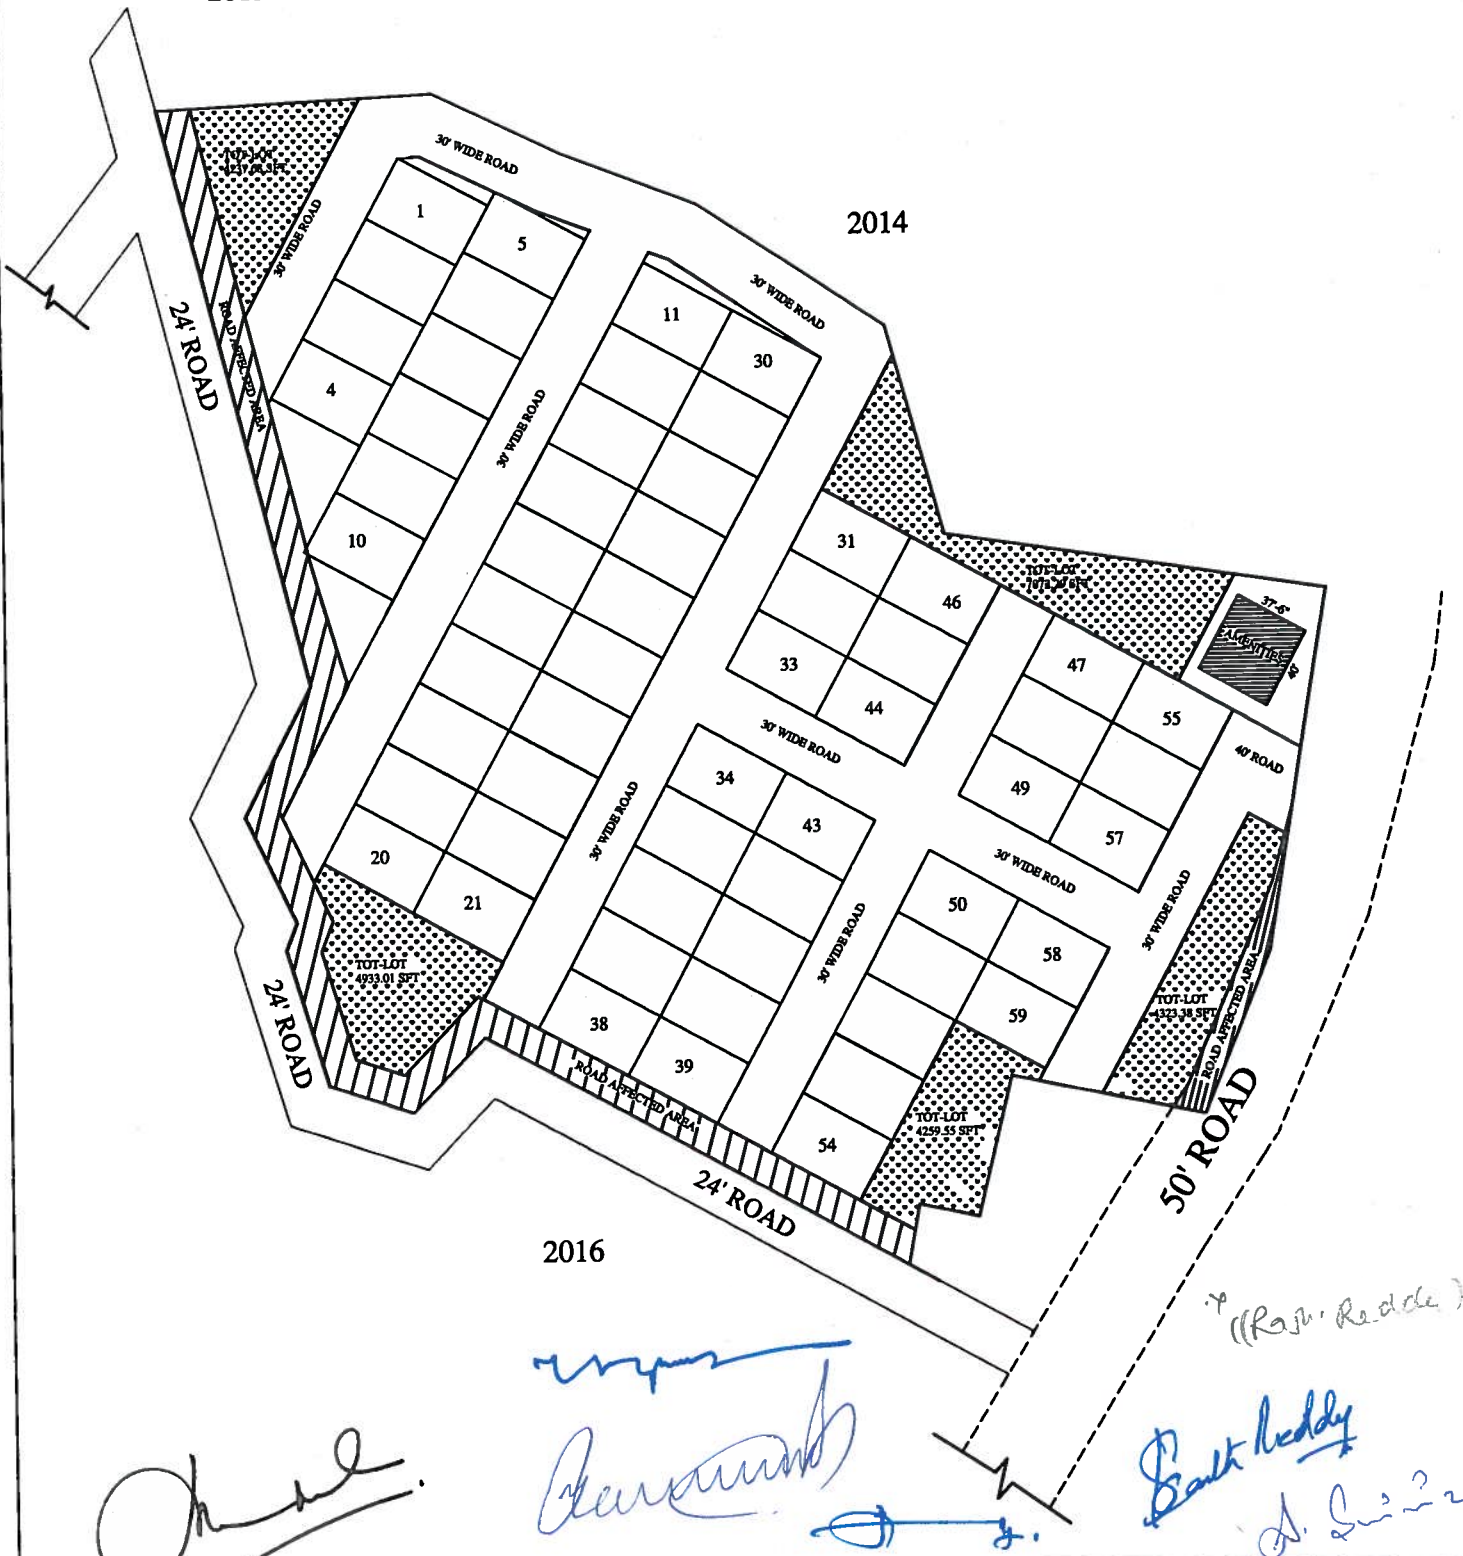 30' WIDE ROAD
TOT-LOT
1
5
2014
30' WIDE ROAD
30' WIDE ROAD
11
30
24' ROAD
ROAD AFFECTED AREA
4
30' WIDE ROAD
10
31
46
TOT-LOT
37'-6"
AMENITIES
40'
33
44
47
55
30' WIDE ROAD
40' ROAD
34
43
49
57
30' WIDE ROAD
20
21
30' WIDE ROAD
50
58
30' WIDE ROAD
30' WIDE ROAD
TOT-LOT
4933.01 SFT
59
TOT-LOT
4323.38 SFT
ROAD AFFECTED AREA
24' ROAD
38
39
ROAD AFFECTED AREA
54
TOT-LOT
4259.55 SFT
24' ROAD
50' ROAD
2016
Reddy